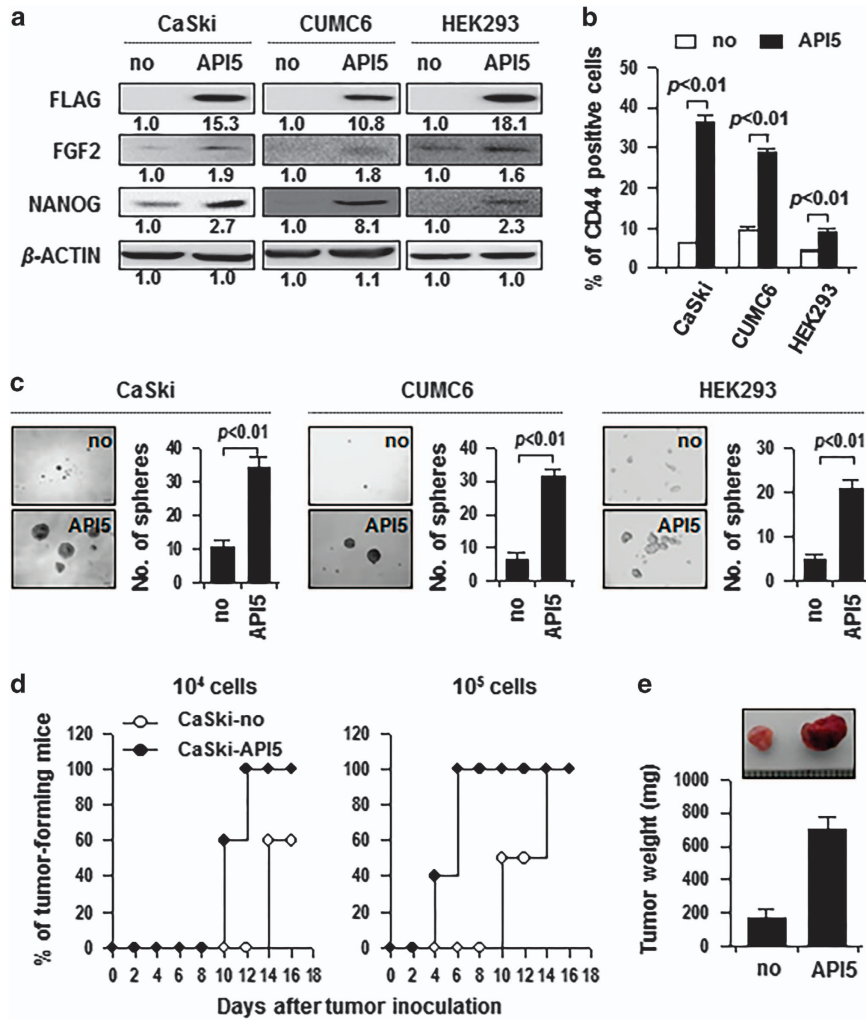 a
CaSki CUMC6 HEK293
no API5 no API5 no API5
FLAG
1.0 15.3 1.0 10.8 1.0 18.1
FGF2
1.0 1.9 1.0 1.8 1.0 1.6
NANOG
1.0 2.7 1.0 8.1 1.0 2.3
β-ACTIN
1.0 1.0 1.0 1.1 1.0 1.0
b
no API5
% of CD44 positive cells
50
40
30
20
10
0
p<0.01
p<0.01
p<0.01
CaSki
CUMC6
HEK293
c
CaSki
no
API5
No. of spheres
40
30
20
10
0
p<0.01
no API5
CUMC6
no
API5
No. of spheres
40
30
20
10
0
p<0.01
no API5
HEK293
no
API5
No. of spheres
30
20
10
0
p<0.01
no API5
d
10⁴ cells
CaSki-no
CaSki-API5
% of tumor-forming mice
120
100
80
60
40
20
0
0 2 4 6 8 10 12 14 16 18
10⁵ cells
120
100
80
60
40
20
0
0 2 4 6 8 10 12 14 16 18
Days after tumor inoculation
e
Tumor weight (mg)
1000
800
600
400
200
0
no API5